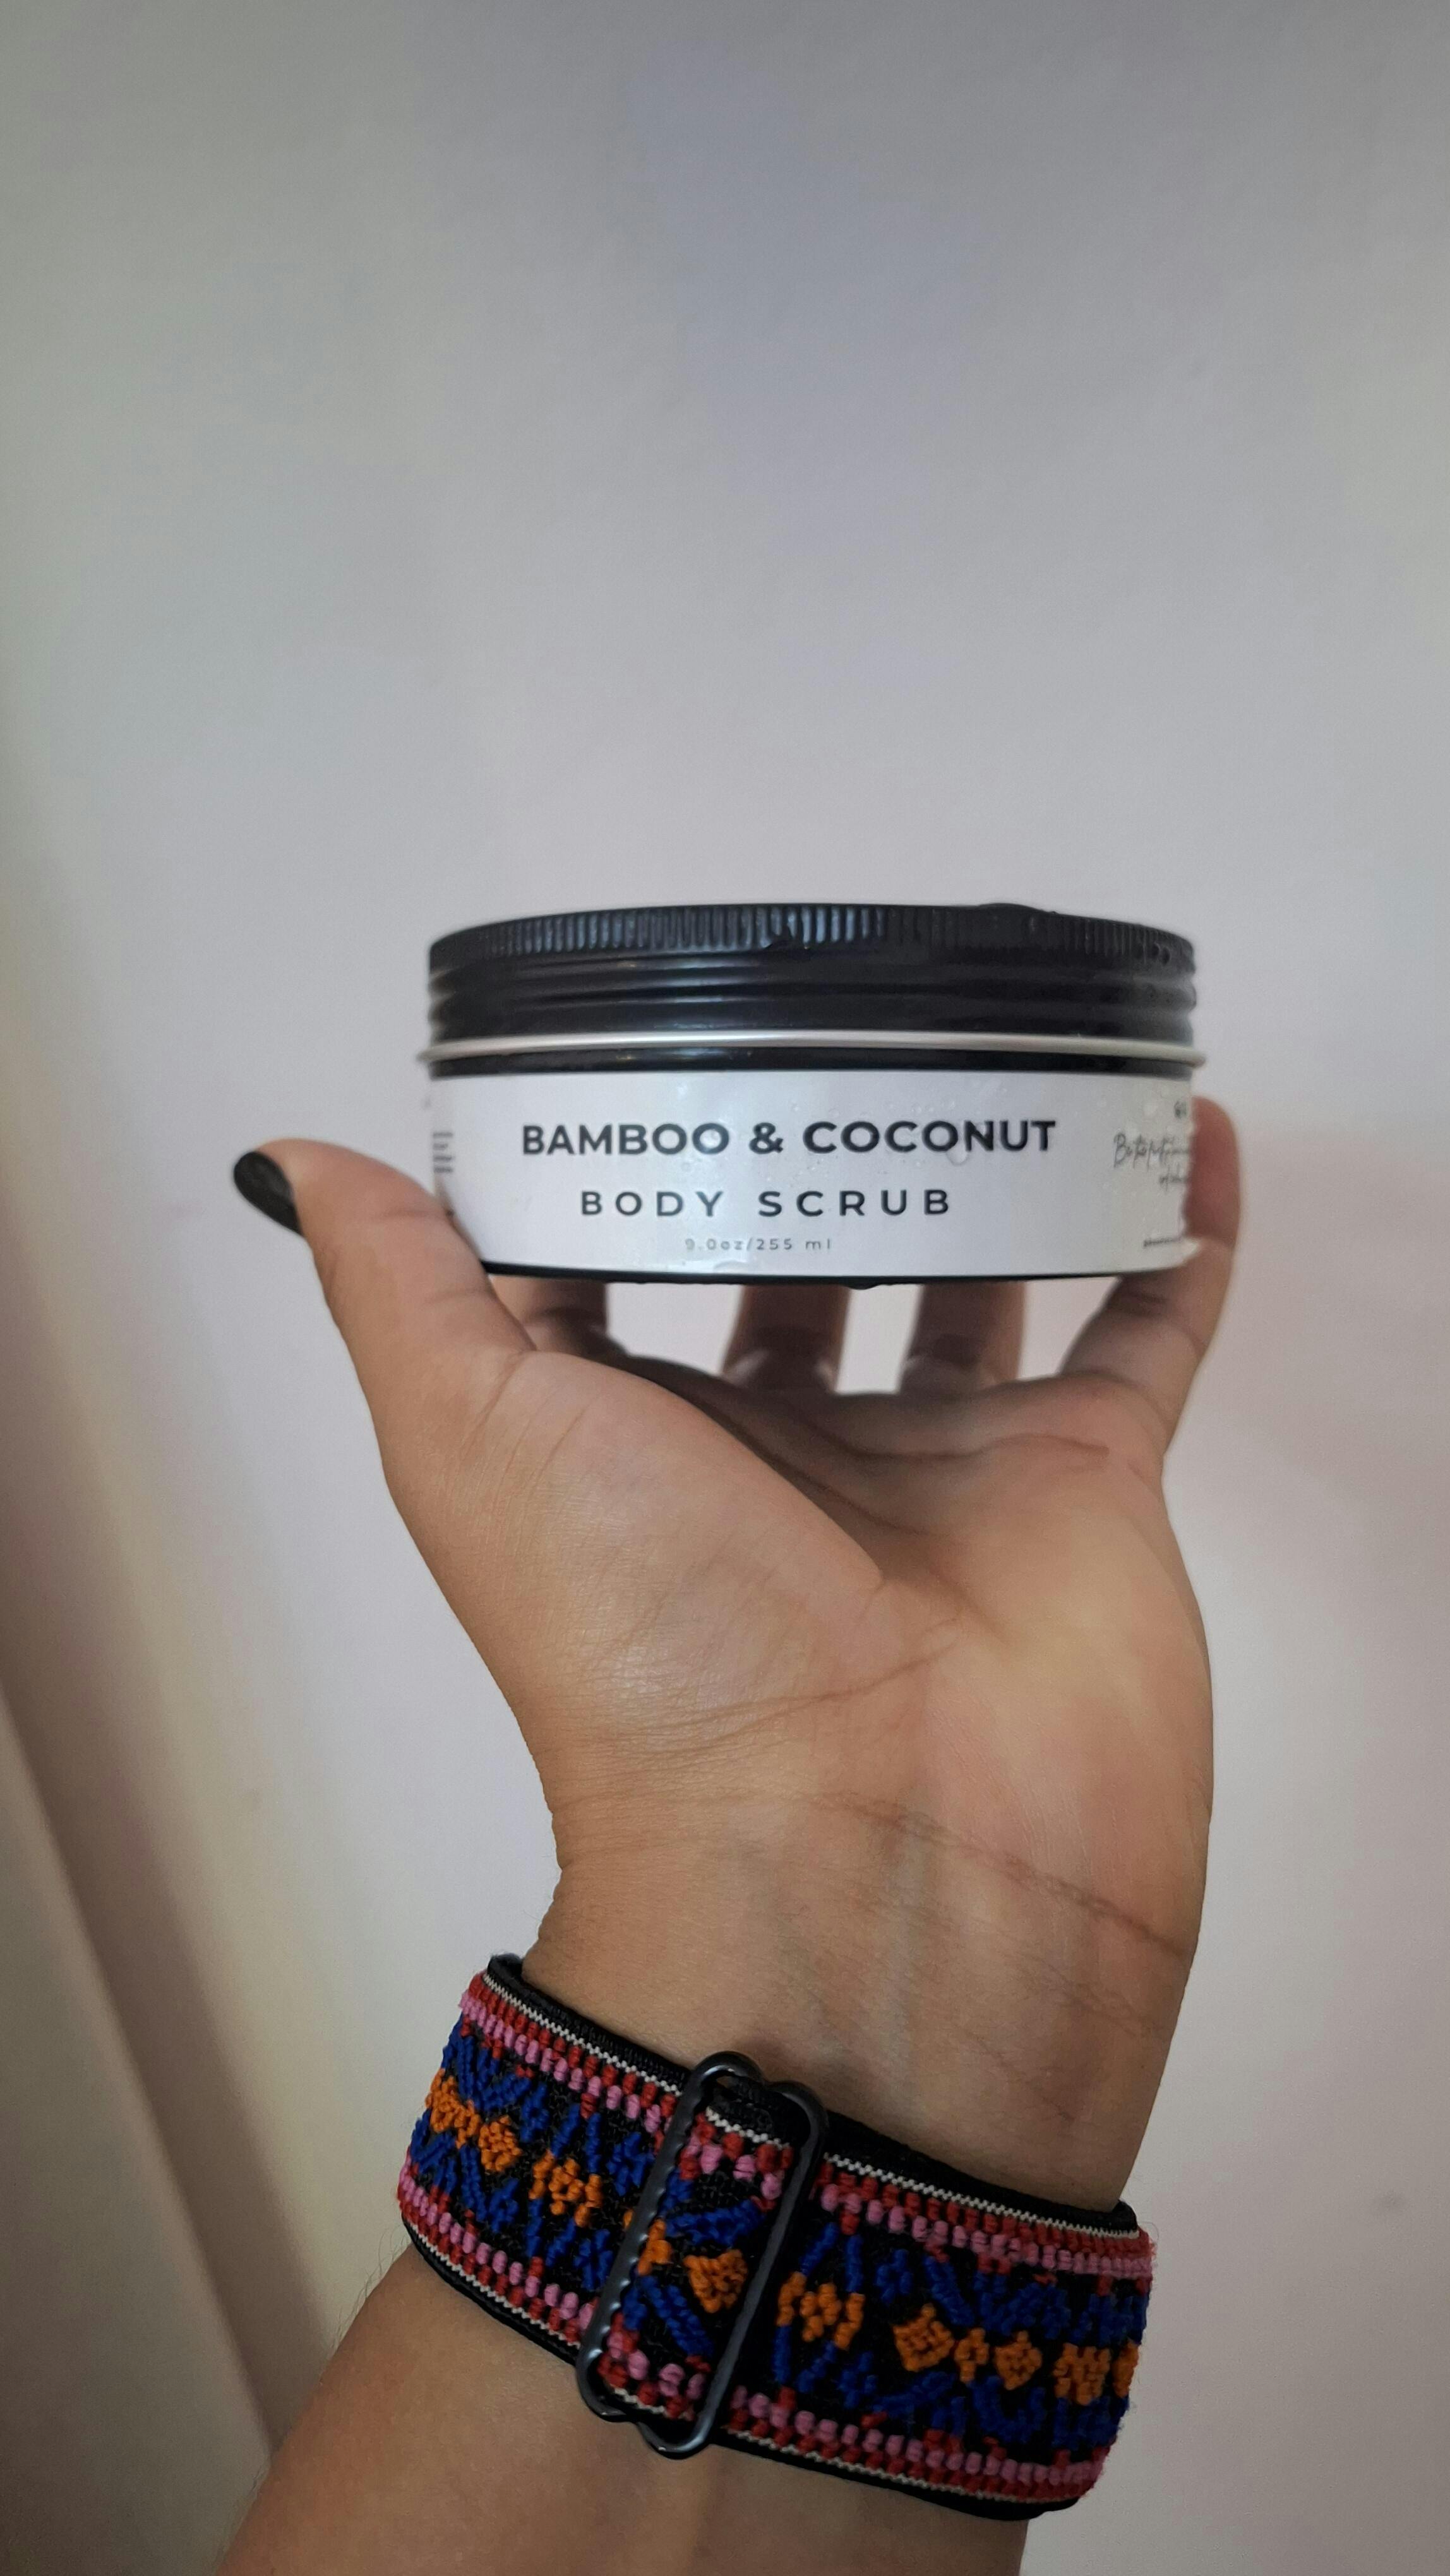 BAMBOO & COCONUT
BODY SCRUB
9.0oz/255 ml